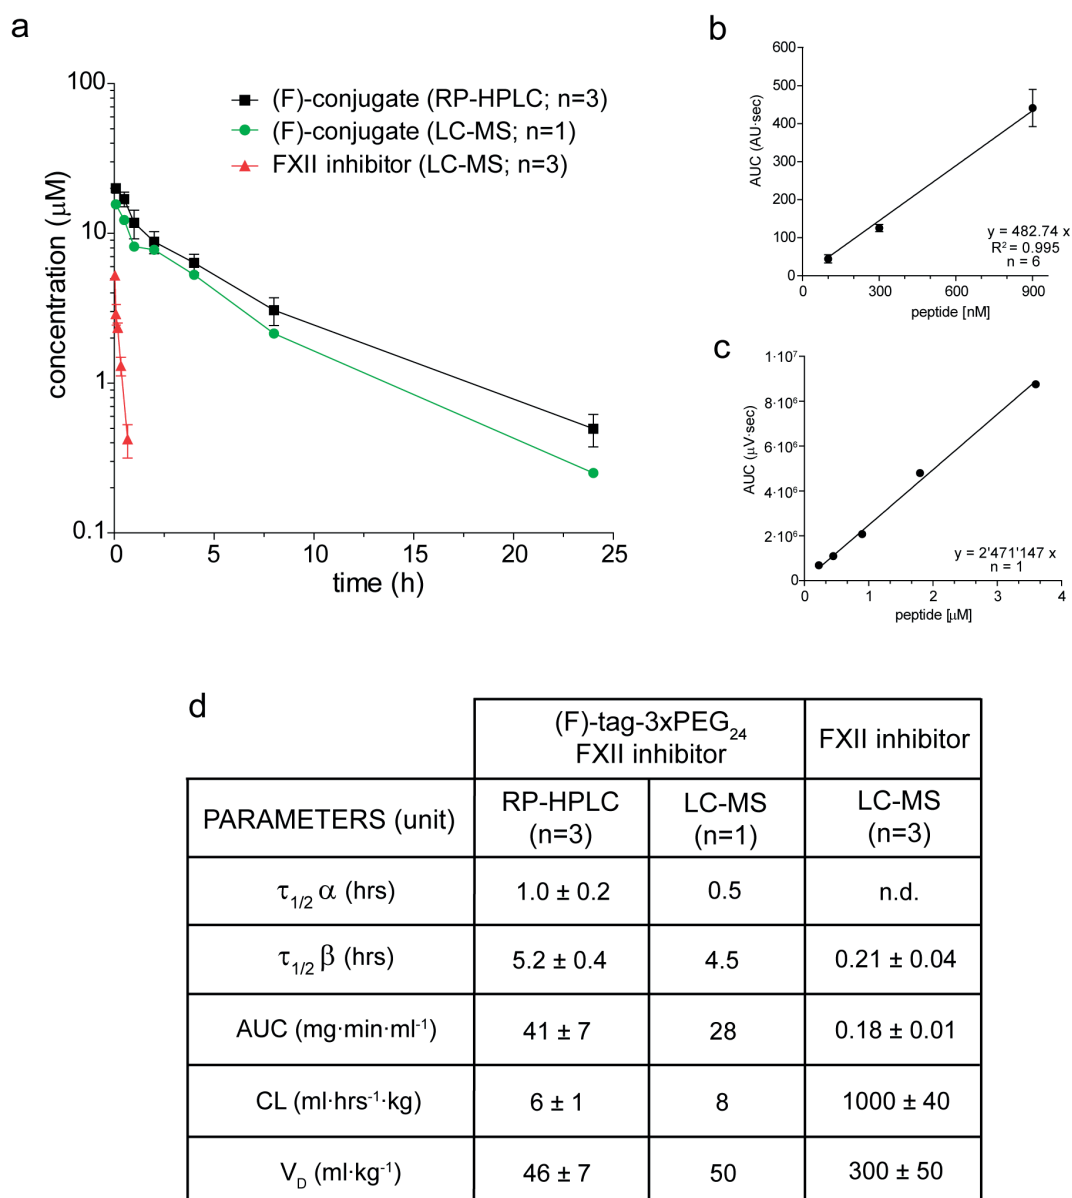 a
100
10
1
0.1
concentration (μM)
0 5 10 15 20 25
time (h)
(F)-conjugate (RP-HPLC; n=3)
(F)-conjugate (LC-MS; n=1)
FXII inhibitor (LC-MS; n=3)
b
600
500
400
300
200
100
0
AUC (AU·sec)
0 300 600 900
peptide [nM]
y = 482.74 x
R² = 0.995
n = 6
c
1·10⁷
8·10⁶
6·10⁶
4·10⁶
2·10⁶
0
AUC (μV·sec)
0 1 2 3 4
peptide [μM]
y = 2'471'147 x
n = 1
d
(F)-tag-3xPEG₂₄
FXII inhibitor
FXII inhibitor
PARAMETERS (unit)
RP-HPLC
(n=3)
LC-MS
(n=1)
LC-MS
(n=3)
τ₁/₂ α (hrs) 1.0 ± 0.2 0.5 n.d.
τ₁/₂ β (hrs) 5.2 ± 0.4 4.5 0.21 ± 0.04
AUC (mg·min·ml⁻¹) 41 ± 7 28 0.18 ± 0.01
CL (ml·hrs⁻¹·kg) 6 ± 1 8 1000 ± 40
V_D (ml·kg⁻¹) 46 ± 7 50 300 ± 50